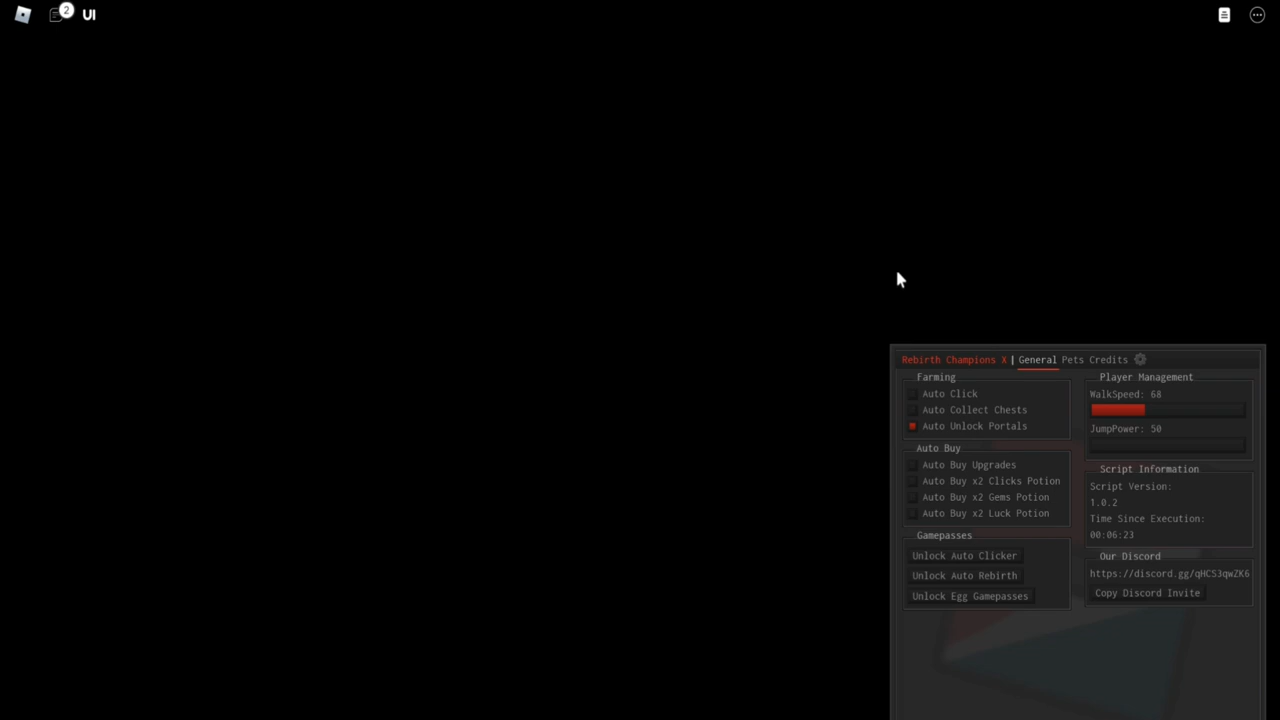 2
UI
Rebirth Champions X | General Pets Credits
Farming
Auto Click
Auto Collect Chests
Auto Unlock Portals
Auto Buy
Auto Buy Upgrades
Auto Buy x2 Clicks Potion
Auto Buy x2 Gems Potion
Auto Buy x2 Luck Potion
Gamepasses
Unlock Auto Clicker
Unlock Auto Rebirth
Unlock Egg Gamepasses
Player Management
WalkSpeed: 68
JumpPower: 50
Script Information
Script Version:
1.0.2
Time Since Execution:
00:06:23
Our Discord
https://discord.gg/qHCS3qwZK6
Copy Discord Invite